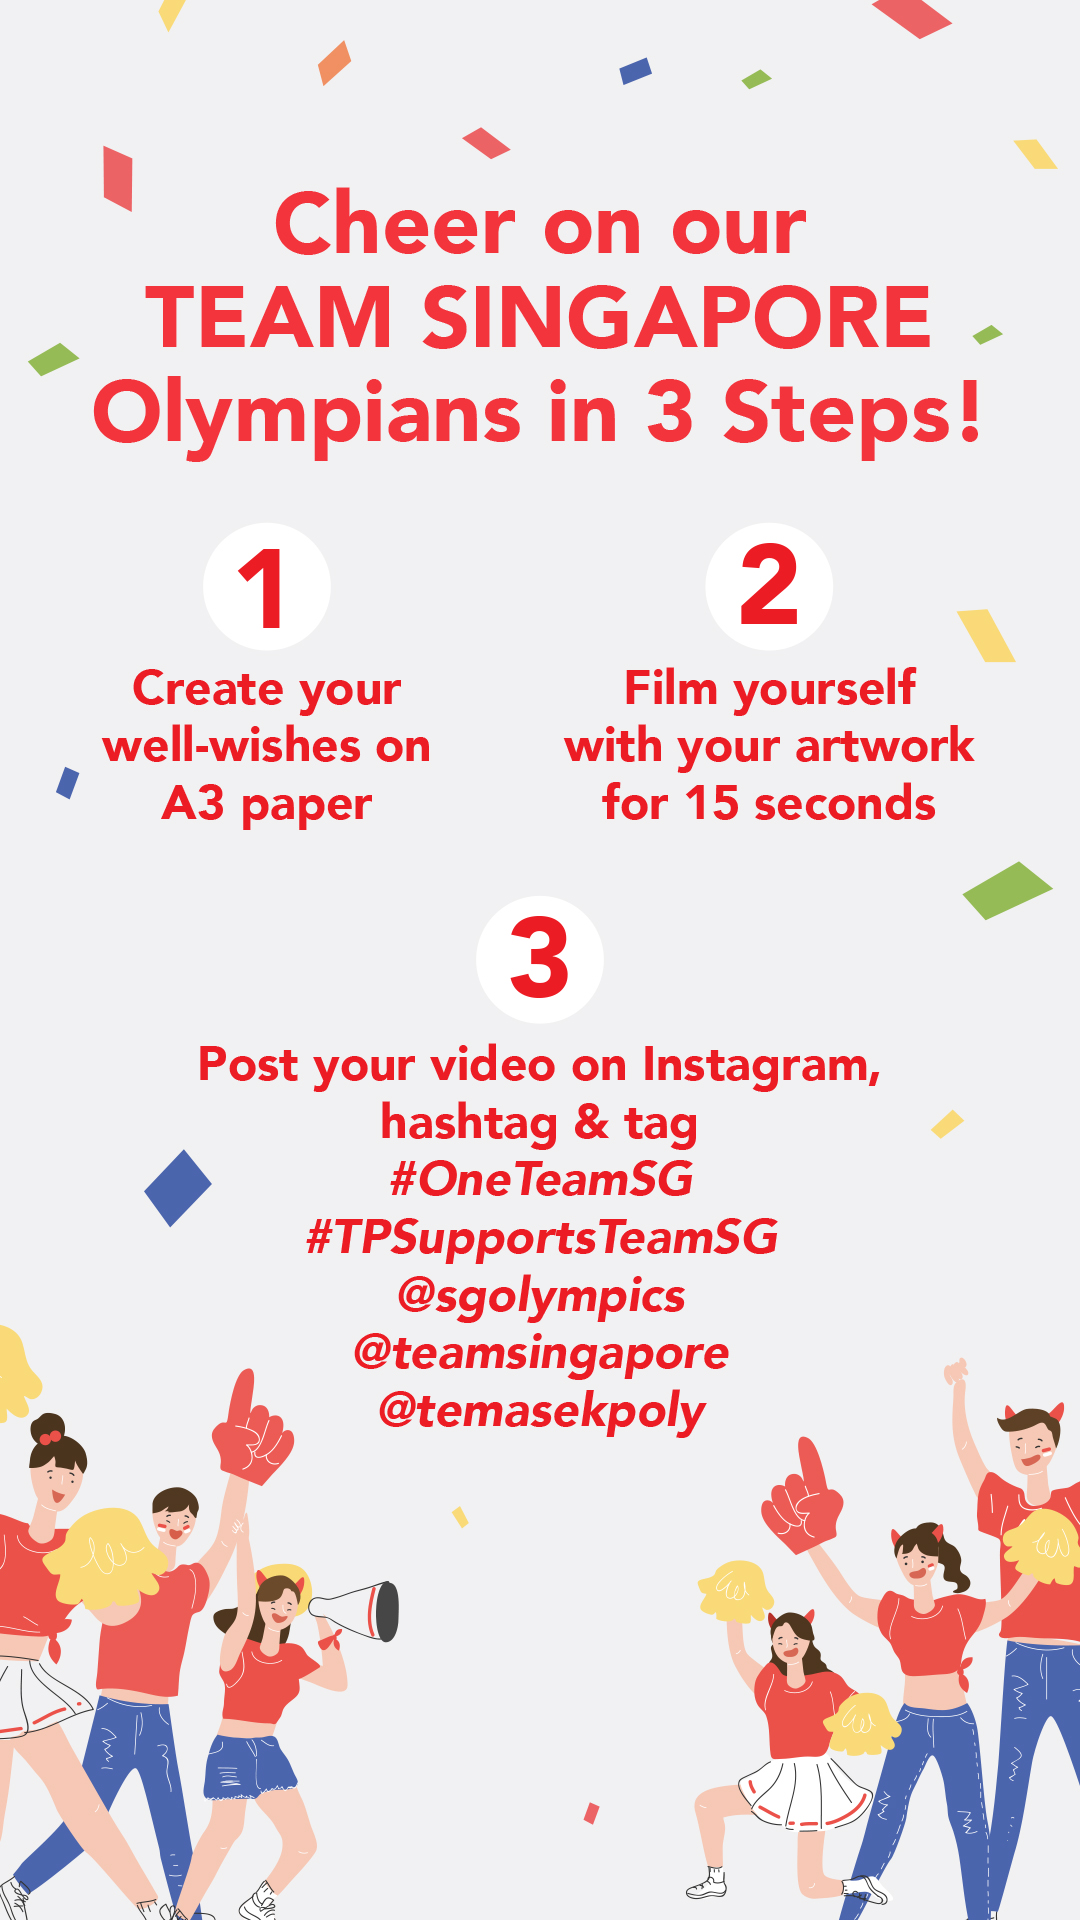 Cheer on our
TEAM SINGAPORE
Olympians in 3 Steps!
1
Create your
well-wishes on
A3 paper
2
Film yourself
with your artwork
for 15 seconds
3
Post your video on Instagram,
hashtag & tag
#OneTeamSG
#TPSupportsTeamSG
@sgolympics
@teamsingapore
@temasekpoly